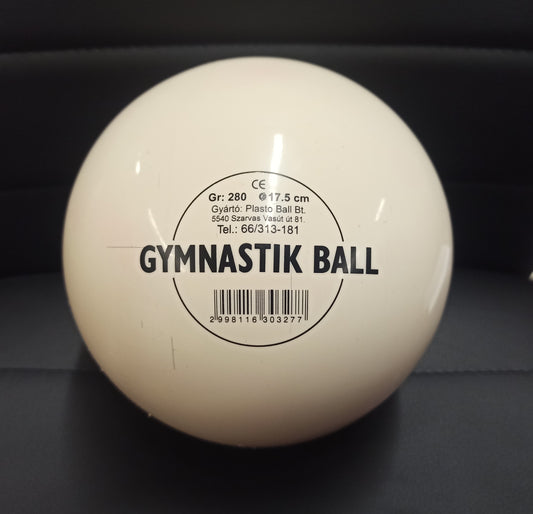 CE
Gr: 280 @17.5 cm
Gyártó: Plasto Ball Bt.
5540 Szarvas Vasút út 81.
Tel.: 66/313-181
GYMNASTIK BALL
2 998116 303277